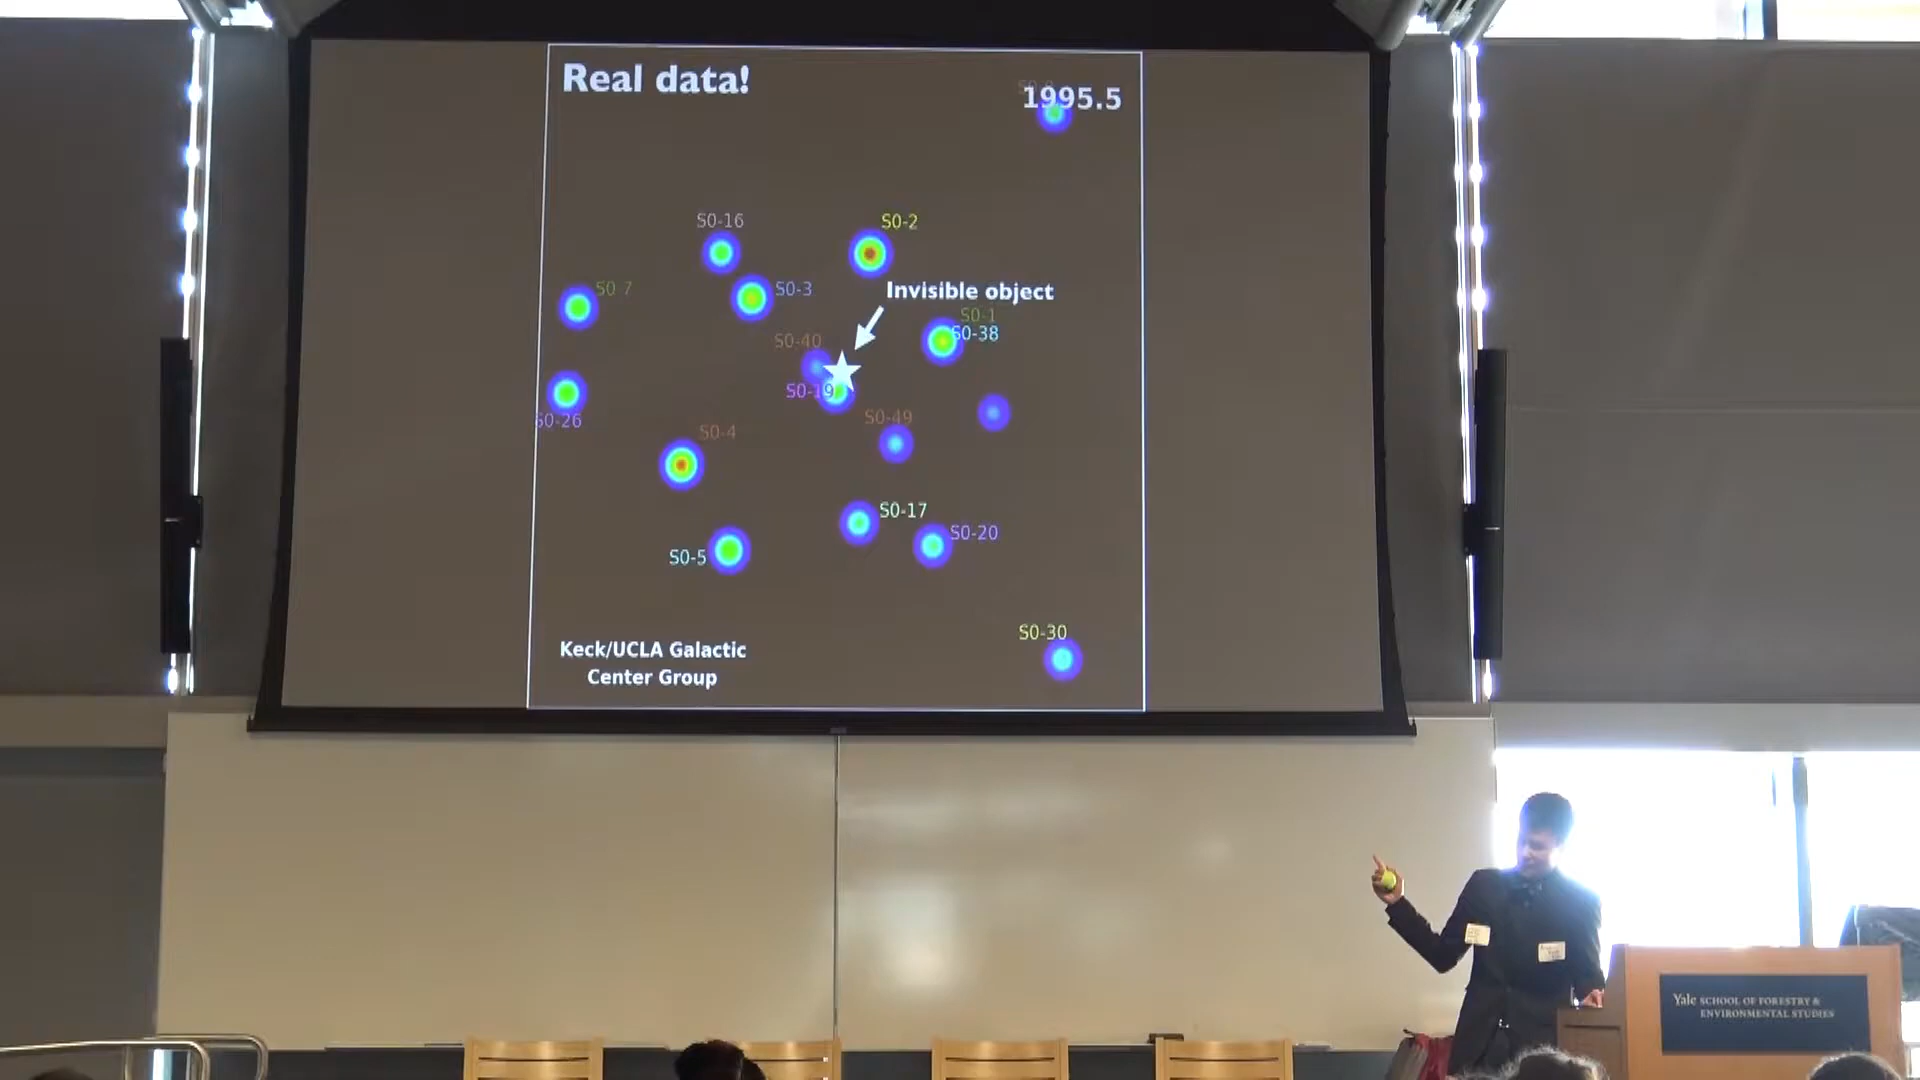 Real data!
1995.5
S0-16
S0-2
S0-7
S0-3
Invisible object
S0-1
S0-38
S0-40
S0-19
S0-26
S0-49
S0-4
S0-17
S0-20
S0-5
S0-30
Keck/UCLA Galactic
Center Group
Yale SCHOOL OF FORESTRY &
ENVIRONMENTAL STUDIES